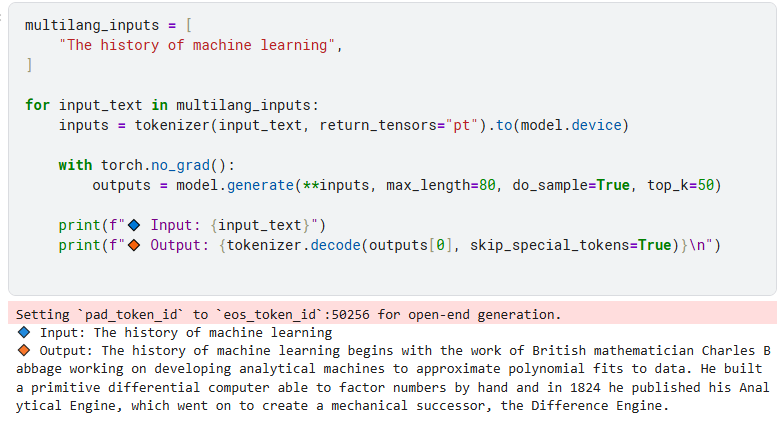 multilang_inputs = [
    "The history of machine learning",
]
for input_text in multilang_inputs:
    inputs = tokenizer(input_text, return_tensors="pt").to(model.device)
    with torch.no_grad():
        outputs = model.generate(**inputs, max_length=80, do_sample=True, top_k=50)
    print(f"🔷 Input: {input_text}")
    print(f"🔶 Output: {tokenizer.decode(outputs[0], skip_special_tokens=True)}\n")
Setting `pad_token_id` to `eos_token_id`:50256 for open-end generation.
🔷 Input: The history of machine learning
🔶 Output: The history of machine learning begins with the work of British mathematician Charles B
abbage working on developing analytical machines to approximate polynomial fits to data. He built
a primitive differential computer able to factor numbers by hand and in 1824 he published his Anal
ytical Engine, which went on to create a mechanical successor, the Difference Engine.